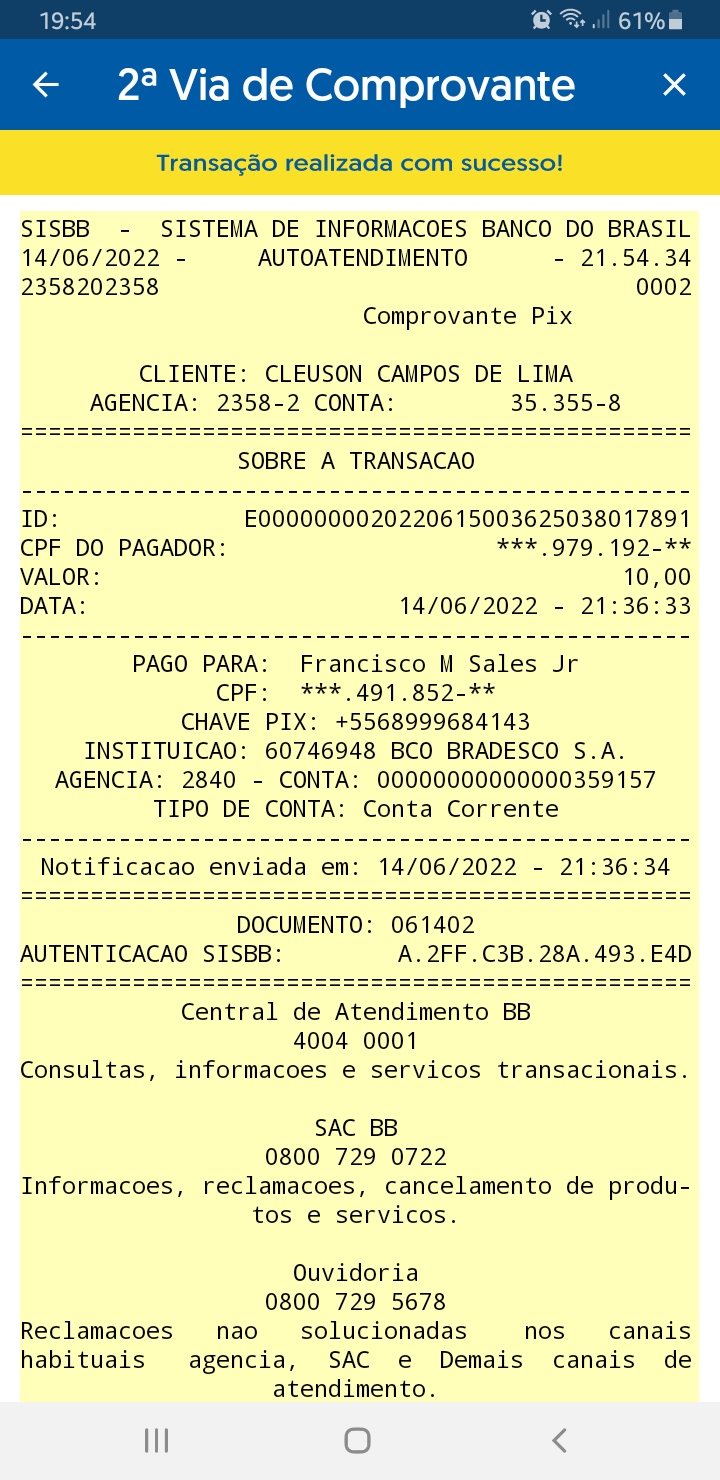 19:54
61%
2ª Via de Comprovante
Transação realizada com sucesso!
SISBB - SISTEMA DE INFORMACOES BANCO DO BRASIL
14/06/2022 - AUTOATENDIMENTO - 21.54.34
2358202358 0002
Comprovante Pix
CLIENTE: CLEUSON CAMPOS DE LIMA
AGENCIA: 2358-2 CONTA: 35.355-8
================================================
SOBRE A TRANSACAO
------------------------------------------------
ID: E0000000020220615003625038017891
CPF DO PAGADOR: ***.979.192-**
VALOR: 10,00
DATA: 14/06/2022 - 21:36:33
------------------------------------------------
PAGO PARA: Francisco M Sales Jr
CPF: ***.491.852-**
CHAVE PIX: +5568999684143
INSTITUICAO: 60746948 BCO BRADESCO S.A.
AGENCIA: 2840 - CONTA: 00000000000000359157
TIPO DE CONTA: Conta Corrente
------------------------------------------------
Notificacao enviada em: 14/06/2022 - 21:36:34
================================================
DOCUMENTO: 061402
AUTENTICACAO SISBB: A.2FF.C3B.28A.493.E4D
================================================
Central de Atendimento BB
4004 0001
Consultas, informacoes e servicos transacionais.
SAC BB
0800 729 0722
Informacoes, reclamacoes, cancelamento de produ-
tos e servicos.
Ouvidoria
0800 729 5678
Reclamacoes nao solucionadas nos canais
habituais agencia, SAC e Demais canais de
atendimento.